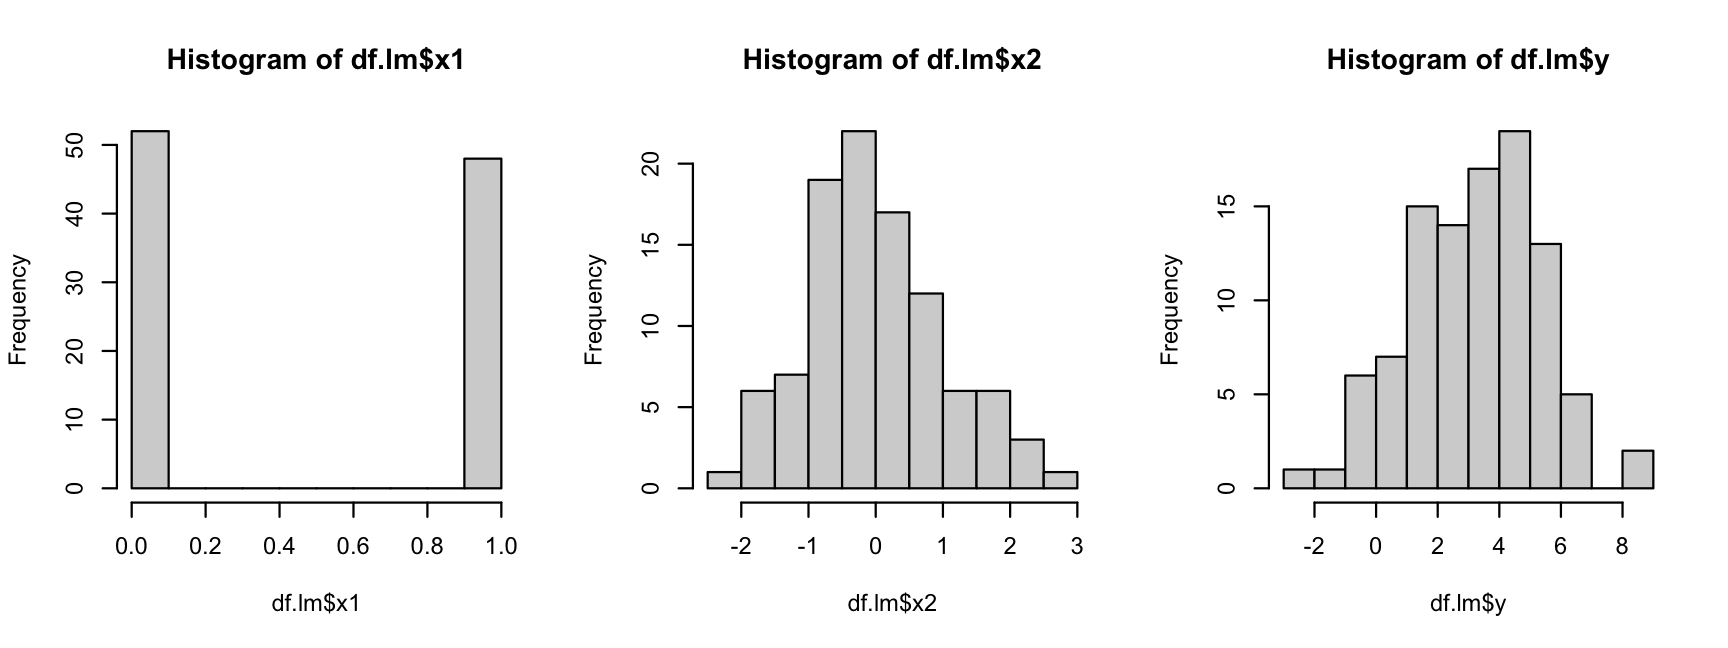 Histogram of df.lm$x1
Frequency
50
40
30
20
10
0
0.0 0.2 0.4 0.6 0.8 1.0
df.lm$x1
Histogram of df.lm$x2
Frequency
20
15
10
5
0
-2 -1 0 1 2 3
df.lm$x2
Histogram of df.lm$y
Frequency
15
10
5
0
-2 0 2 4 6 8
df.lm$y